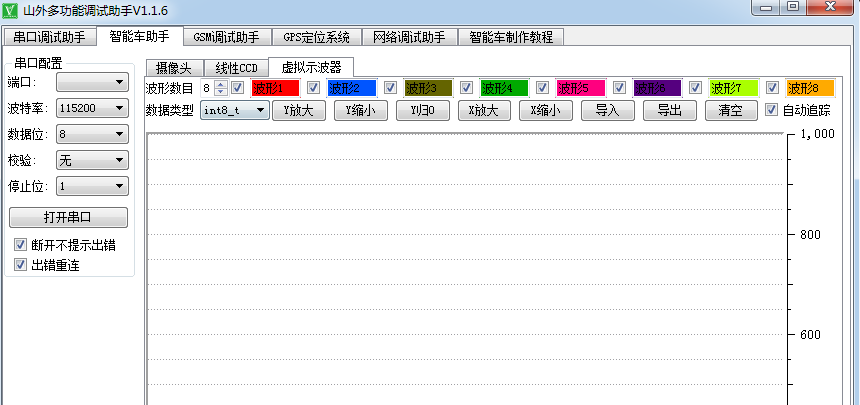 山外多功能调试助手V1.1.6
串口调试助手 智能车助手 GSM调试助手 GPS定位系统 网络调试助手 智能车制作教程
串口配置
端口:
波特率: 115200
数据位: 8
校验: 无
停止位: 1
打开串口
断开不提示出错
出错重连
摄像头 线性CCD 虚拟示波器
波形数目 8 波形1 波形2 波形3 波形4 波形5 波形6 波形7 波形8
数据类型 int8_t Y放大 Y缩小 Y归0 X放大 X缩小 导入 导出 清空 自动追踪
1,000
800
600